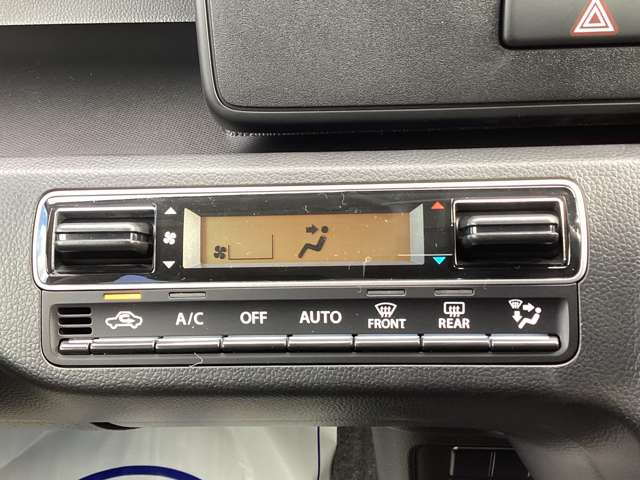 A/C OFF AUTO FRONT REAR